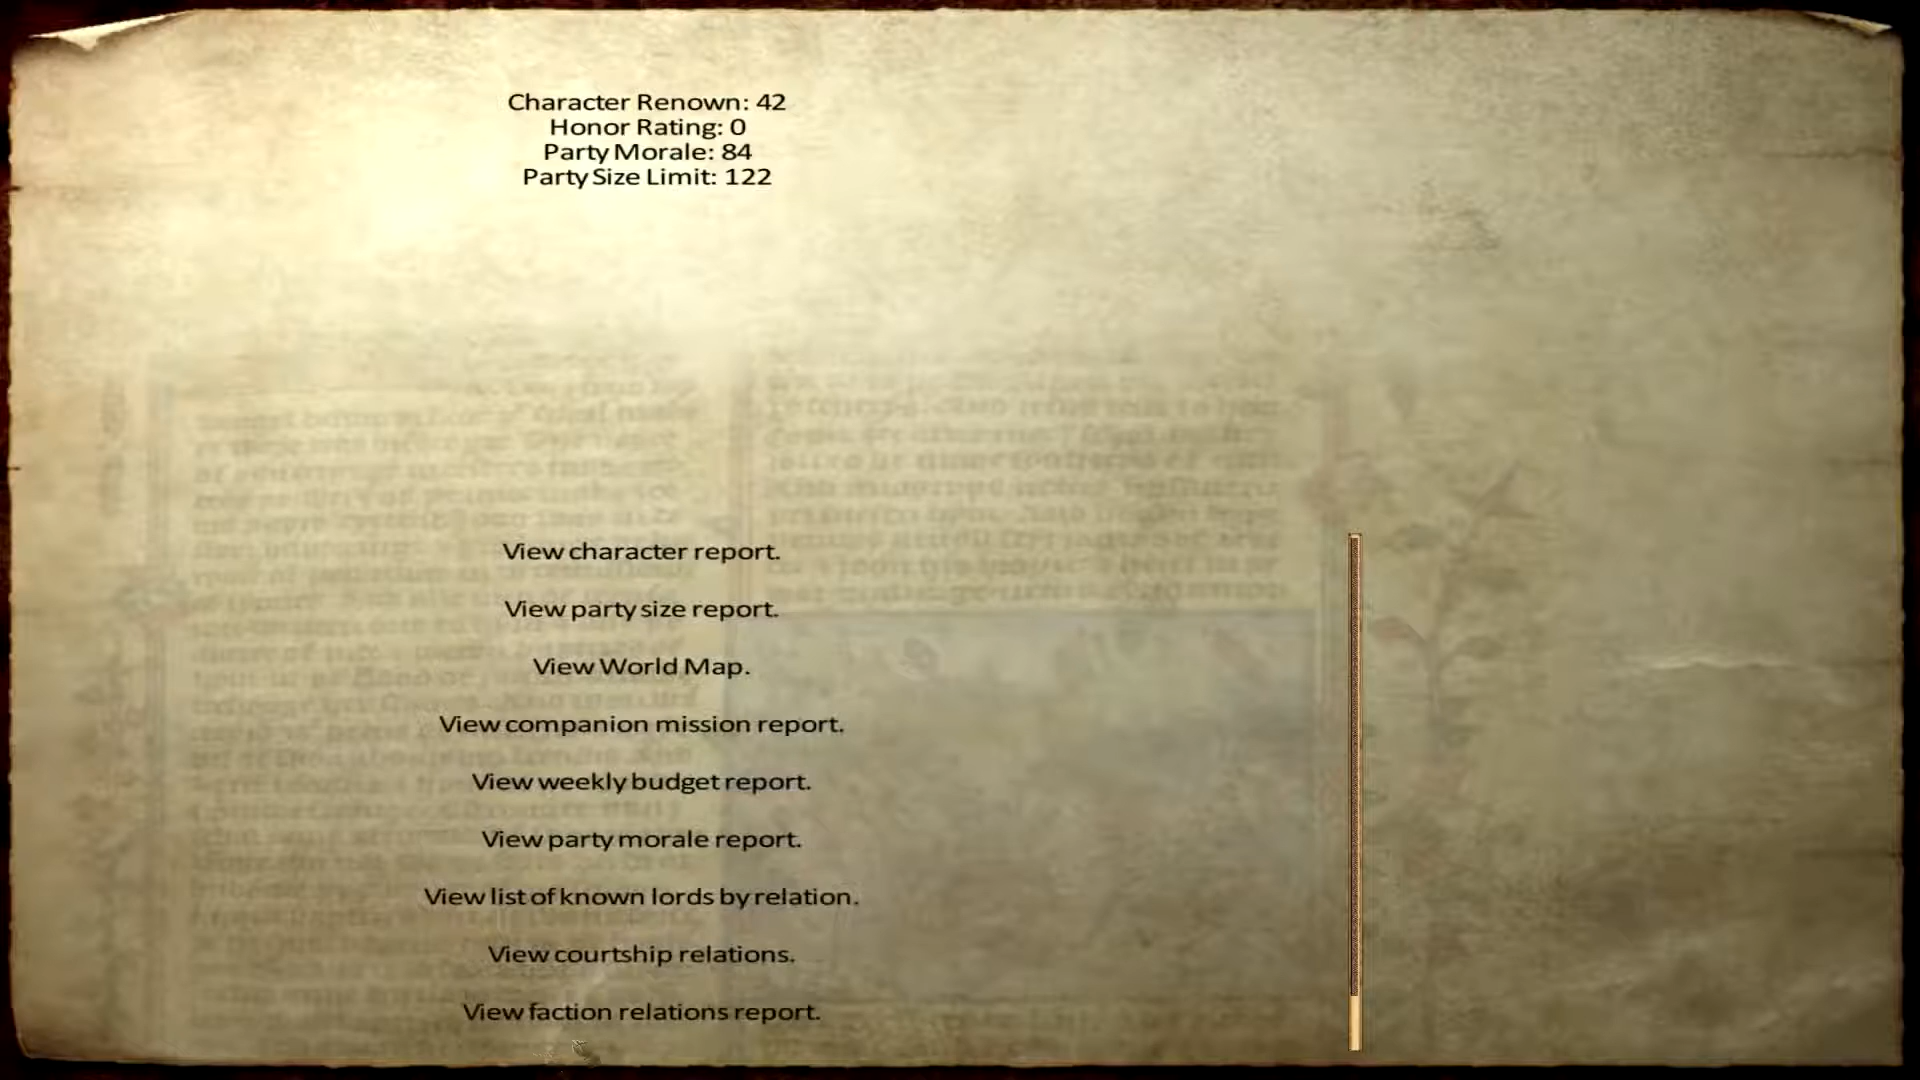 Character Renown: 42
Honor Rating: 0
Party Morale: 84
Party Size Limit: 122
View character report.
View party size report.
View World Map.
View companion mission report.
View weekly budget report.
View party morale report.
View list of known lords by relation.
View courtship relations.
View faction relations report.